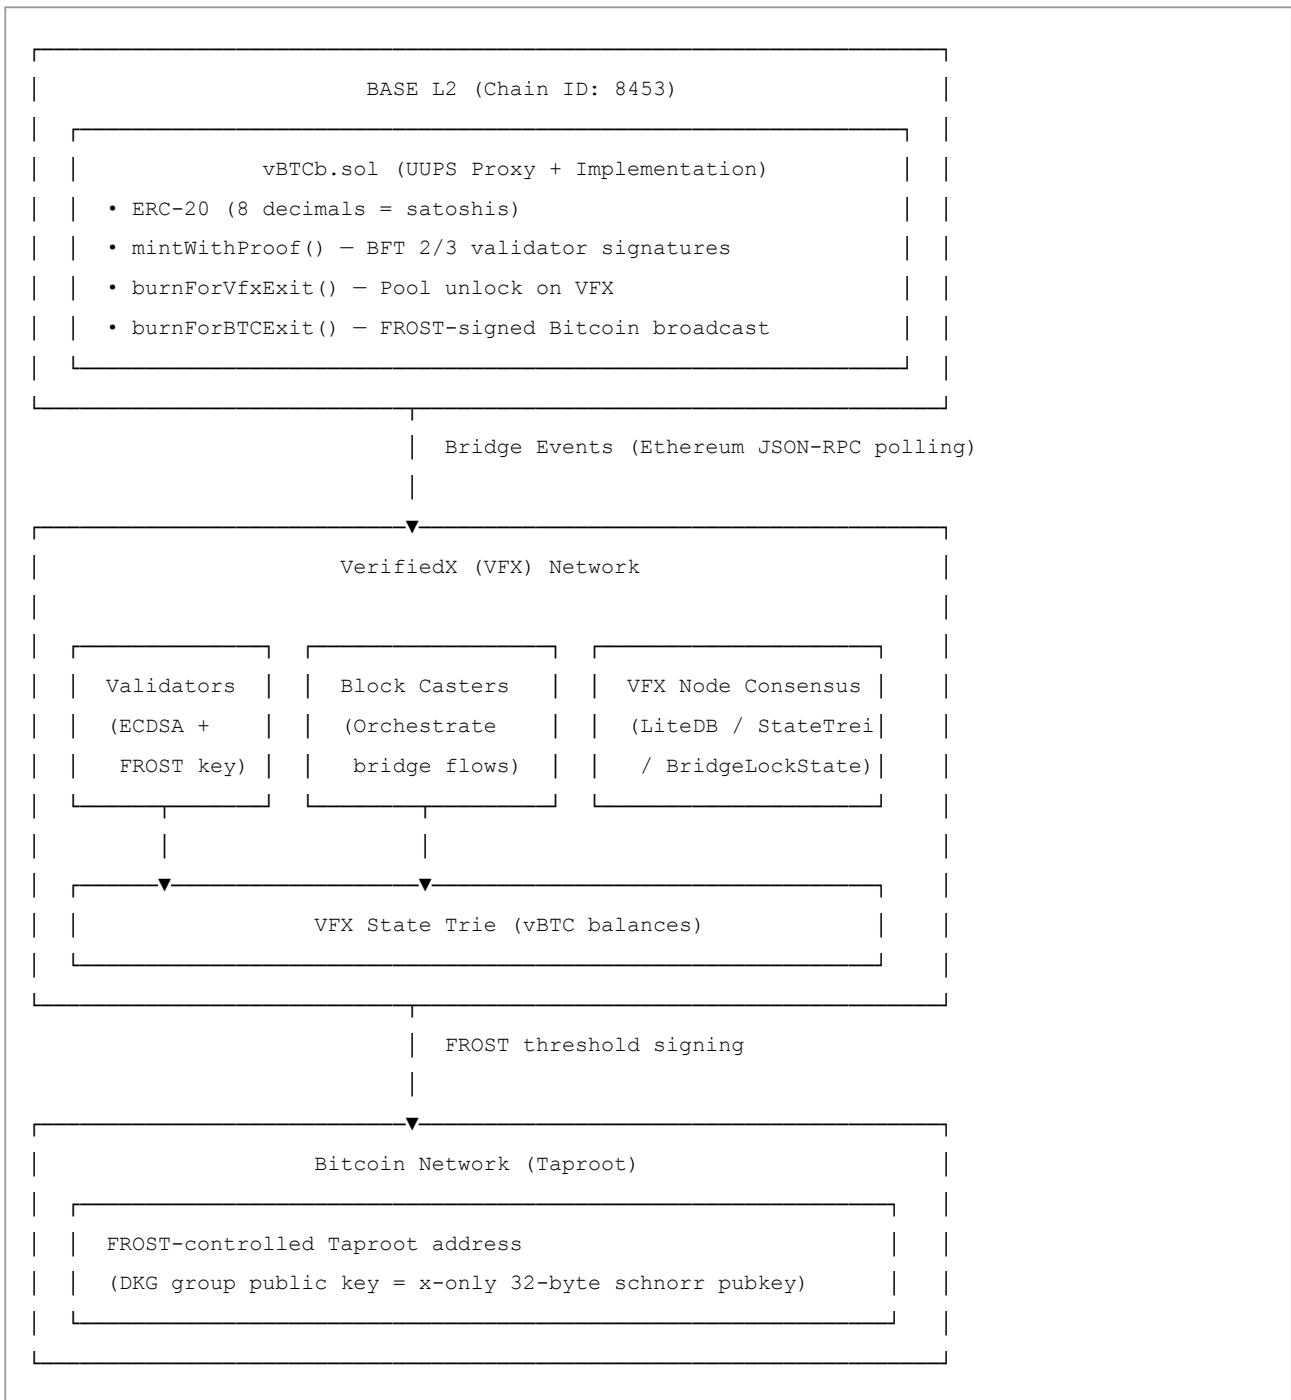 BASE L2 (Chain ID: 8453)
vBTCb.sol (UUPS Proxy + Implementation)
• ERC-20 (8 decimals = satoshis)
• mintWithProof() — BFT 2/3 validator signatures
• burnForVfxExit() — Pool unlock on VFX
• burnForBTCExit() — FROST-signed Bitcoin broadcast
Bridge Events (Ethereum JSON-RPC polling)
VerifiedX (VFX) Network
Validators
(ECDSA +
FROST key)
Block Casters
(Orchestrate
bridge flows)
VFX Node Consensus
(LiteDB / StateTrei
/ BridgeLockState)
VFX State Trie (vBTC balances)
FROST threshold signing
Bitcoin Network (Taproot)
FROST-controlled Taproot address
(DKG group public key = x-only 32-byte schnorr pubkey)